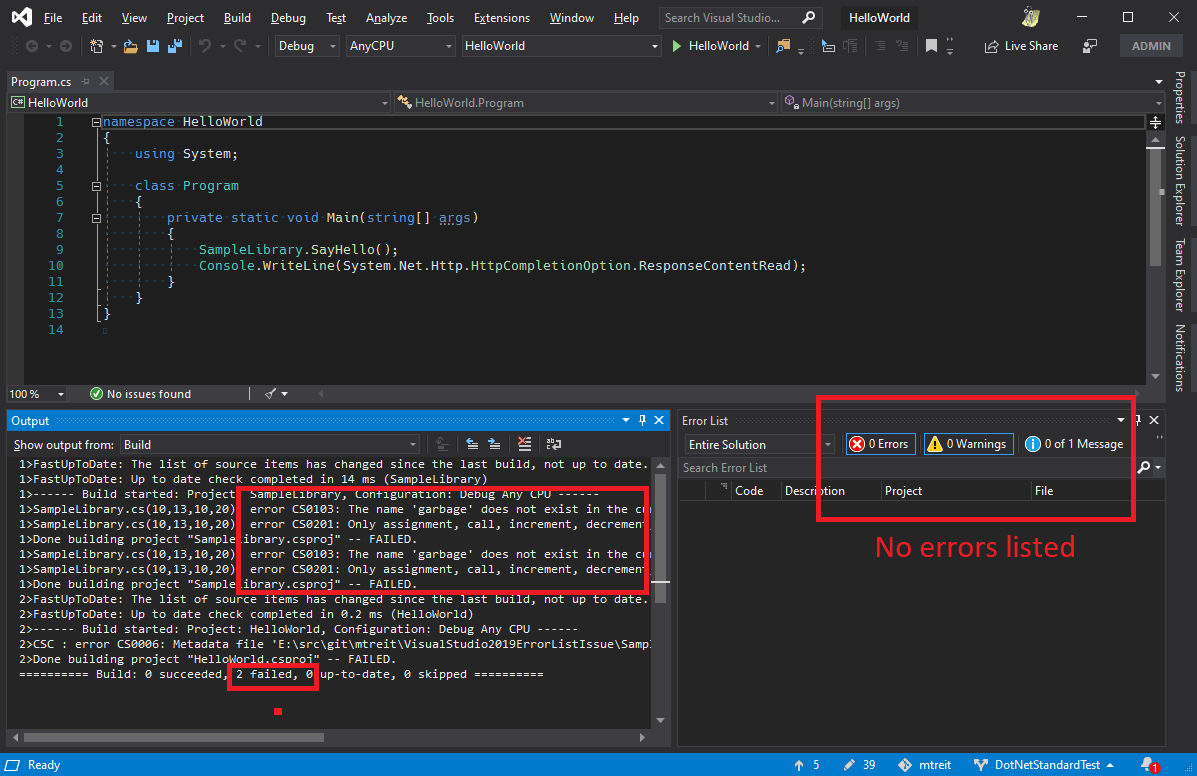 File Edit View Project Build Debug Test Analyze Tools Extensions Window Help Search Visual Studio... HelloWorld
Debug AnyCPU HelloWorld HelloWorld Live Share ADMIN
Program.cs
C# HelloWorld HelloWorld.Program Main(string[] args)
1 namespace HelloWorld
2 {
3 using System;
4
5 class Program
6 {
7 private static void Main(string[] args)
8 {
9 SampleLibrary.SayHello();
10 Console.WriteLine(System.Net.Http.HttpCompletionOption.ResponseContentRead);
11 }
12 }
13 }
14
Properties
Solution Explorer
Team Explorer
Notifications
100 % No issues found
Output
Show output from: Build
1>FastUpToDate: The list of source items has changed since the last build, not up to date.
1>FastUpToDate: Up to date check completed in 14 ms (SampleLibrary)
1>------ Build started: Project: SampleLibrary, Configuration: Debug Any CPU ------
1>SampleLibrary.cs(10,13,10,20): error CS0103: The name 'garbage' does not exist in the cu
1>SampleLibrary.cs(10,13,10,20): error CS0201: Only assignment, call, increment, decrement
1>Done building project "SampleLibrary.csproj" -- FAILED.
1>SampleLibrary.cs(10,13,10,20): error CS0103: The name 'garbage' does not exist in the cu
1>SampleLibrary.cs(10,13,10,20): error CS0201: Only assignment, call, increment, decrement
1>Done building project "SampleLibrary.csproj" -- FAILED.
2>FastUpToDate: The list of source items has changed since the last build, not up to date.
2>FastUpToDate: Up to date check completed in 0.2 ms (HelloWorld)
2>------ Build started: Project: HelloWorld, Configuration: Debug Any CPU ------
2>CSC : error CS0006: Metadata file 'E:\src\git\mtreit\VisualStudio2019ErrorListIssue\Sampl
2>Done building project "HelloWorld.csproj" -- FAILED.
========== Build: 0 succeeded, 2 failed, 0 up-to-date, 0 skipped ==========
Error List
Entire Solution 0 Errors 0 Warnings 0 of 1 Message
Search Error List
Code Description Project File
No errors listed
Ready 5 39 mtreit DotNetStandardTest 1